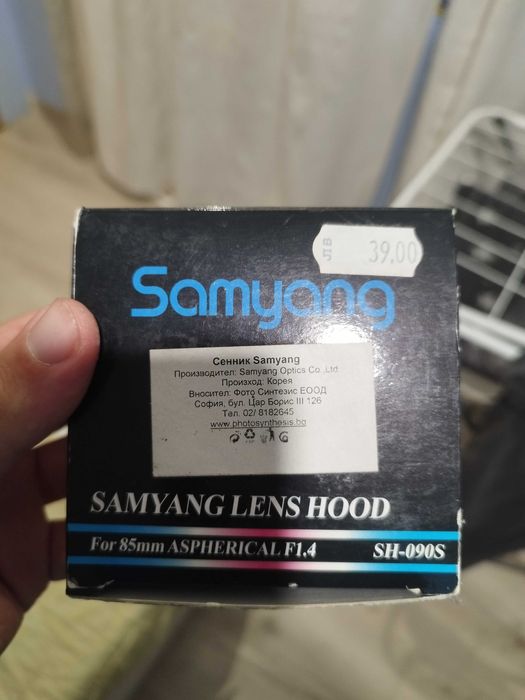 ЛВ 39.00
Samyang
Сенник Samyang
Производител: Samyang Optics Co.,Ltd
Произход: Корея
Вносител: Фото Синтезис ЕООД
София, бул. Цар Борис III 126
Тел. 02/ 8182645
www.photosynthesis.bg
SAMYANG LENS HOOD
For 85mm ASPHERICAL F1,4 SH-090S